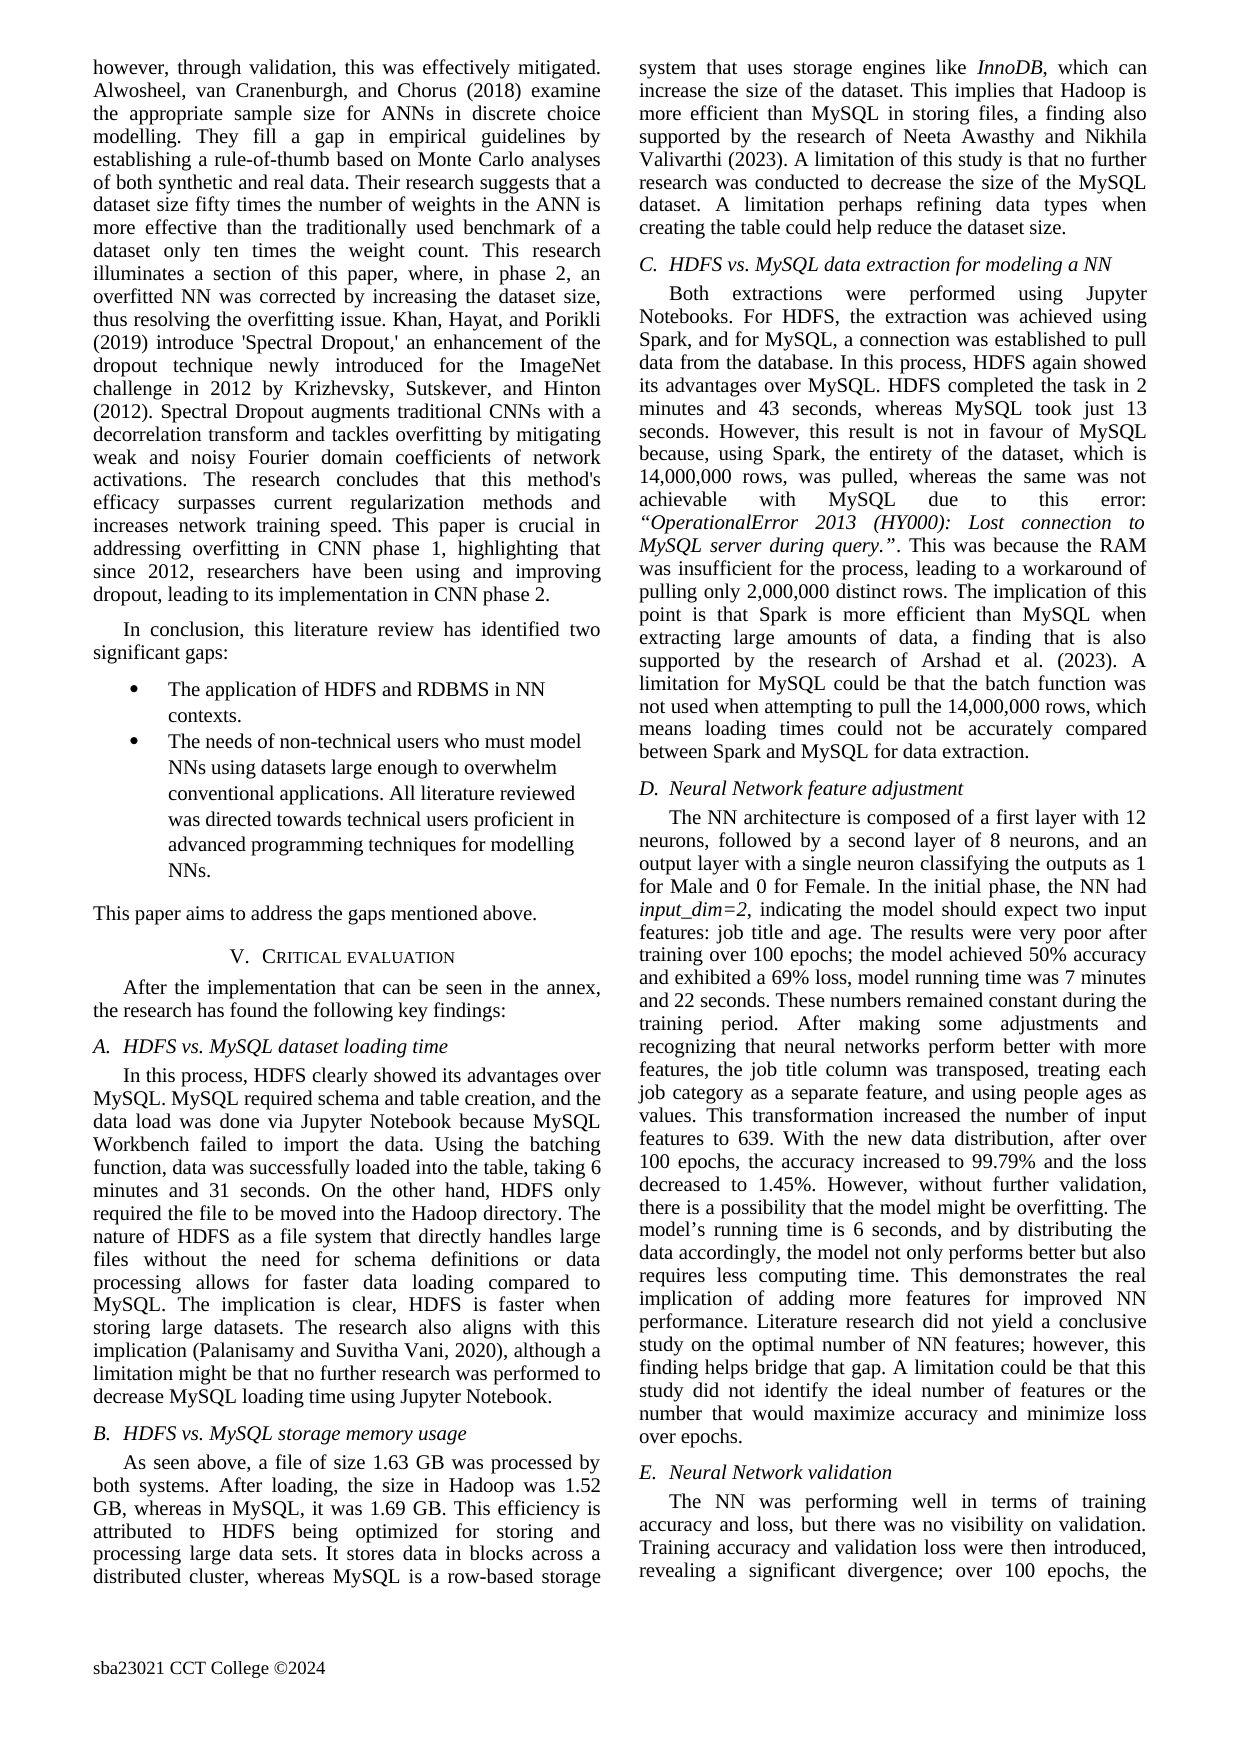 however, through validation, this was effectively mitigated.
Alwosheel, van Cranenburgh, and Chorus (2018) examine
the appropriate sample size for ANNs in discrete choice
modelling. They fill a gap in empirical guidelines by
establishing a rule-of-thumb based on Monte Carlo analyses
of both synthetic and real data. Their research suggests that a
dataset size fifty times the number of weights in the ANN is
more effective than the traditionally used benchmark of a
dataset only ten times the weight count. This research
illuminates a section of this paper, where, in phase 2, an
overfitted NN was corrected by increasing the dataset size,
thus resolving the overfitting issue. Khan, Hayat, and Porikli
(2019) introduce 'Spectral Dropout,' an enhancement of the
dropout technique newly introduced for the ImageNet
challenge in 2012 by Krizhevsky, Sutskever, and Hinton
(2012). Spectral Dropout augments traditional CNNs with a
decorrelation transform and tackles overfitting by mitigating
weak and noisy Fourier domain coefficients of network
activations. The research concludes that this method's
efficacy surpasses current regularization methods and
increases network training speed. This paper is crucial in
addressing overfitting in CNN phase 1, highlighting that
since 2012, researchers have been using and improving
dropout, leading to its implementation in CNN phase 2.
In conclusion, this literature review has identified two
significant gaps:
• The application of HDFS and RDBMS in NN
contexts.
• The needs of non-technical users who must model
NNs using datasets large enough to overwhelm
conventional applications. All literature reviewed
was directed towards technical users proficient in
advanced programming techniques for modelling
NNs.
This paper aims to address the gaps mentioned above.
V. CRITICAL EVALUATION
After the implementation that can be seen in the annex,
the research has found the following key findings:
A. HDFS vs. MySQL dataset loading time
In this process, HDFS clearly showed its advantages over
MySQL. MySQL required schema and table creation, and the
data load was done via Jupyter Notebook because MySQL
Workbench failed to import the data. Using the batching
function, data was successfully loaded into the table, taking 6
minutes and 31 seconds. On the other hand, HDFS only
required the file to be moved into the Hadoop directory. The
nature of HDFS as a file system that directly handles large
files without the need for schema definitions or data
processing allows for faster data loading compared to
MySQL. The implication is clear, HDFS is faster when
storing large datasets. The research also aligns with this
implication (Palanisamy and Suvitha Vani, 2020), although a
limitation might be that no further research was performed to
decrease MySQL loading time using Jupyter Notebook.
B. HDFS vs. MySQL storage memory usage
As seen above, a file of size 1.63 GB was processed by
both systems. After loading, the size in Hadoop was 1.52
GB, whereas in MySQL, it was 1.69 GB. This efficiency is
attributed to HDFS being optimized for storing and
processing large data sets. It stores data in blocks across a
distributed cluster, whereas MySQL is a row-based storage
system that uses storage engines like InnoDB, which can
increase the size of the dataset. This implies that Hadoop is
more efficient than MySQL in storing files, a finding also
supported by the research of Neeta Awasthy and Nikhila
Valivarthi (2023). A limitation of this study is that no further
research was conducted to decrease the size of the MySQL
dataset. A limitation perhaps refining data types when
creating the table could help reduce the dataset size.
C. HDFS vs. MySQL data extraction for modeling a NN
Both extractions were performed using Jupyter
Notebooks. For HDFS, the extraction was achieved using
Spark, and for MySQL, a connection was established to pull
data from the database. In this process, HDFS again showed
its advantages over MySQL. HDFS completed the task in 2
minutes and 43 seconds, whereas MySQL took just 13
seconds. However, this result is not in favour of MySQL
because, using Spark, the entirety of the dataset, which is
14,000,000 rows, was pulled, whereas the same was not
achievable with MySQL due to this error:
“OperationalError 2013 (HY000): Lost connection to
MySQL server during query.”. This was because the RAM
was insufficient for the process, leading to a workaround of
pulling only 2,000,000 distinct rows. The implication of this
point is that Spark is more efficient than MySQL when
extracting large amounts of data, a finding that is also
supported by the research of Arshad et al. (2023). A
limitation for MySQL could be that the batch function was
not used when attempting to pull the 14,000,000 rows, which
means loading times could not be accurately compared
between Spark and MySQL for data extraction.
D. Neural Network feature adjustment
The NN architecture is composed of a first layer with 12
neurons, followed by a second layer of 8 neurons, and an
output layer with a single neuron classifying the outputs as 1
for Male and 0 for Female. In the initial phase, the NN had
input_dim=2, indicating the model should expect two input
features: job title and age. The results were very poor after
training over 100 epochs; the model achieved 50% accuracy
and exhibited a 69% loss, model running time was 7 minutes
and 22 seconds. These numbers remained constant during the
training period. After making some adjustments and
recognizing that neural networks perform better with more
features, the job title column was transposed, treating each
job category as a separate feature, and using people ages as
values. This transformation increased the number of input
features to 639. With the new data distribution, after over
100 epochs, the accuracy increased to 99.79% and the loss
decreased to 1.45%. However, without further validation,
there is a possibility that the model might be overfitting. The
model’s running time is 6 seconds, and by distributing the
data accordingly, the model not only performs better but also
requires less computing time. This demonstrates the real
implication of adding more features for improved NN
performance. Literature research did not yield a conclusive
study on the optimal number of NN features; however, this
finding helps bridge that gap. A limitation could be that this
study did not identify the ideal number of features or the
number that would maximize accuracy and minimize loss
over epochs.
E. Neural Network validation
The NN was performing well in terms of training
accuracy and loss, but there was no visibility on validation.
Training accuracy and validation loss were then introduced,
revealing a significant divergence; over 100 epochs, the
sba23021 CCT College ©2024